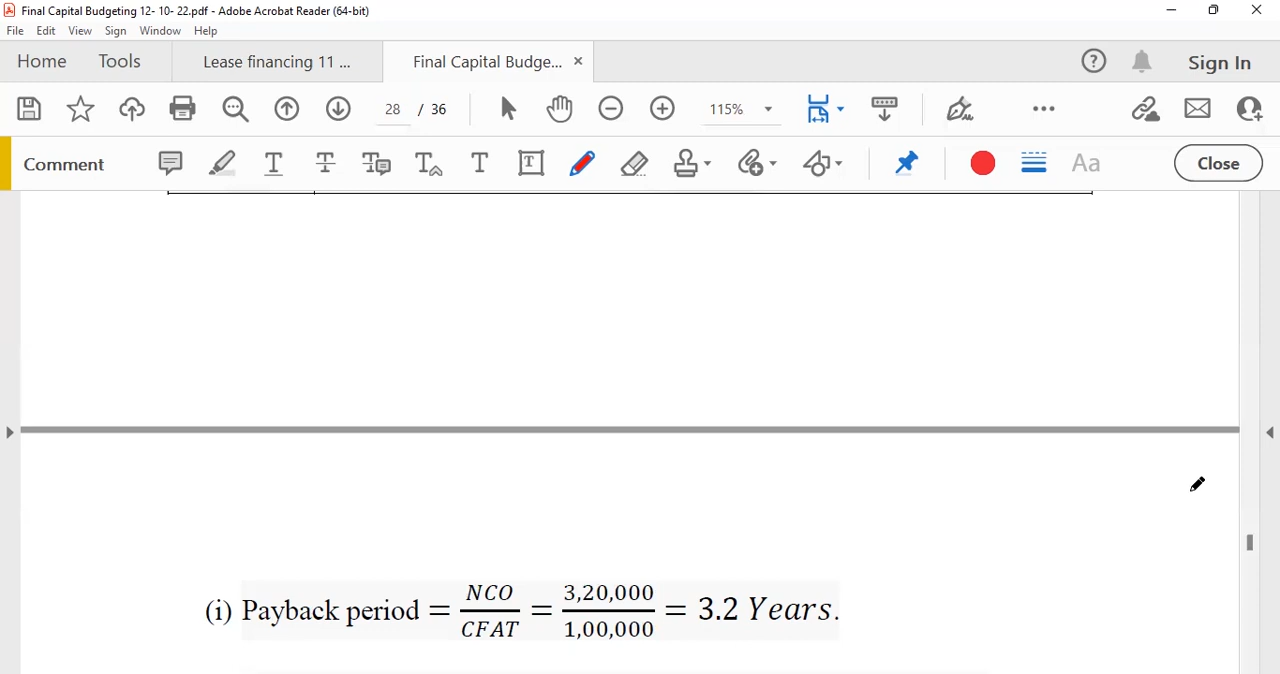 Final Capital Budgeting 12- 10- 22.pdf - Adobe Acrobat Reader (64-bit)
File Edit View Sign Window Help
Home Tools Lease financing 11 ... Final Capital Budge... × Sign In
28 / 36 115%
Comment Aa Close
(i) Payback period = NCO / CFAT = 3,20,000 / 1,00,000 = 3.2 Years.